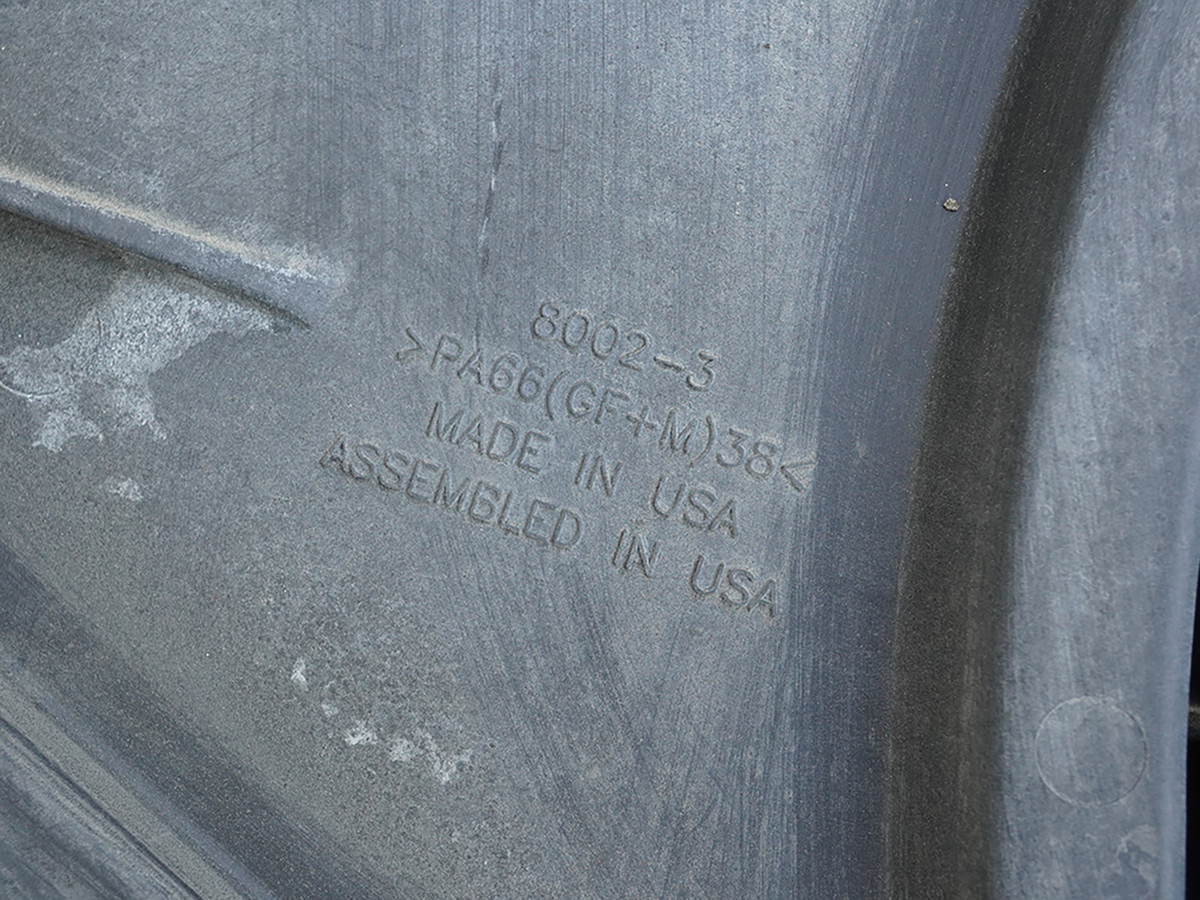 8002-3
>PA66(GF+M)38<
MADE IN USA
ASSEMBLED IN USA